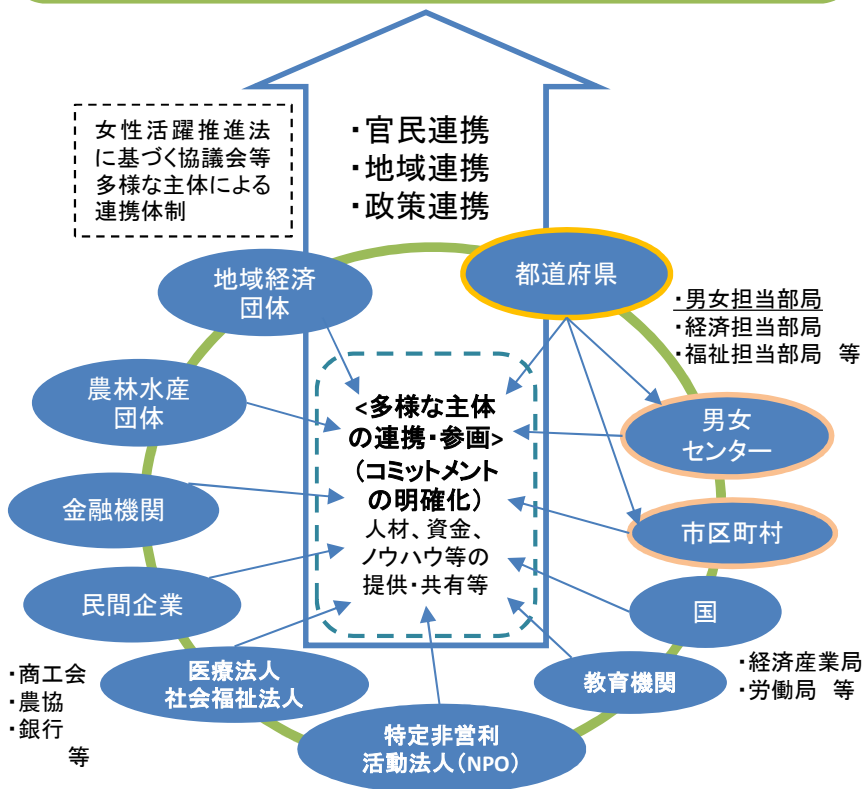 女性活躍推進法
に基づく協議会等
多様な主体による
連携体制
・官民連携
・地域連携
・政策連携
地域経済
団体
都道府県
・男女担当部局
・経済担当部局
・福祉担当部局 等
農林水産
団体
<多様な主体
の連携・参画>
（コミットメント
の明確化）
人材、資金、
ノウハウ等の
提供・共有等
男女
センター
金融機関
市区町村
民間企業
国
・商工会
・農協
・銀行
等
医療法人
社会福祉法人
教育機関
・経済産業局
・労働局 等
特定非営利
活動法人（NPO）